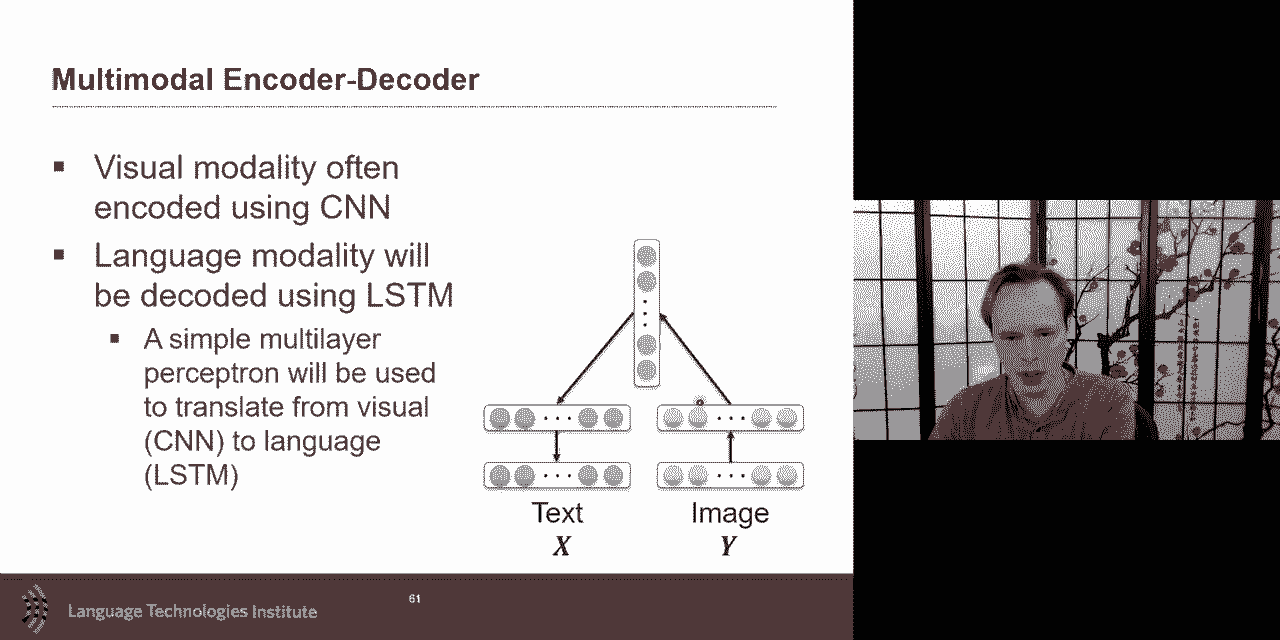 Multimodal Encoder-Decoder
▪ Visual modality often
encoded using CNN
▪ Language modality will
be decoded using LSTM
▪ A simple multilayer
perceptron will be used
to translate from visual
(CNN) to language
(LSTM)
Text
X
Image
Y
Language Technologies Institute
61